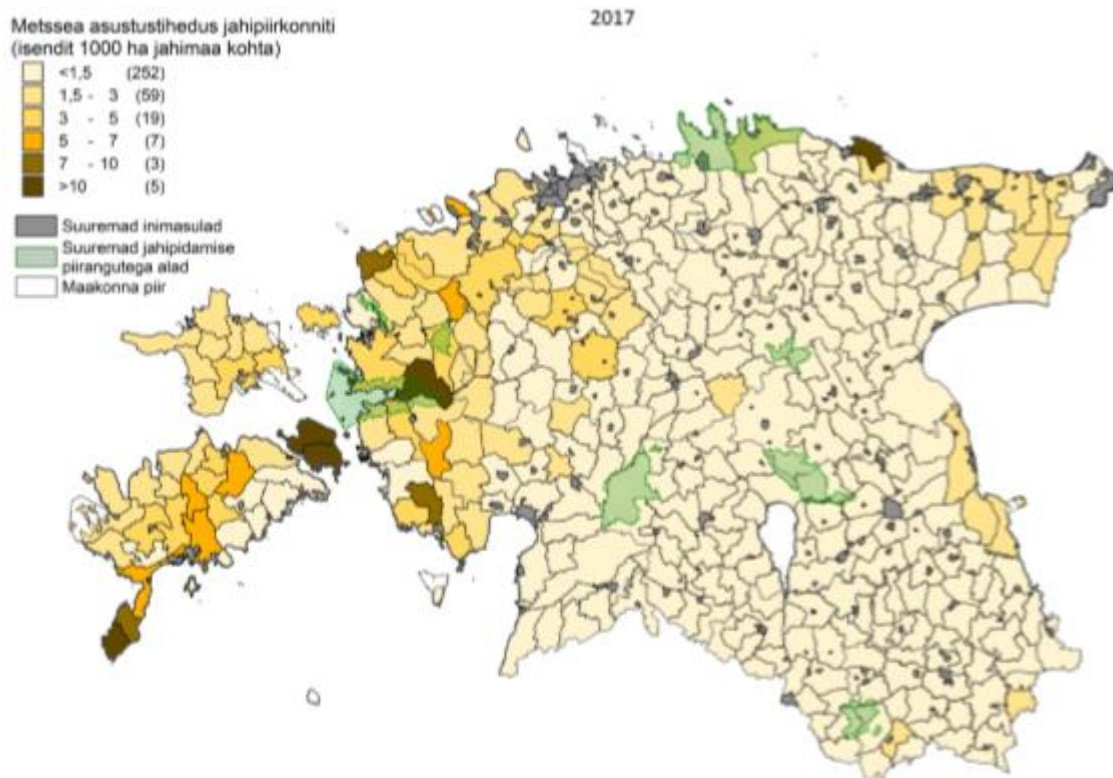 2017
Metssea asustustihedus jahipiirkonniti
(isendit 1000 ha jahimaa kohta)
<1,5 (252)
1,5 - 3 (59)
3 - 5 (19)
5 - 7 (7)
7 - 10 (3)
>10 (5)
Suuremad inimasulad
Suuremad jahipidamise
piirangutega alad
Maakonna piir